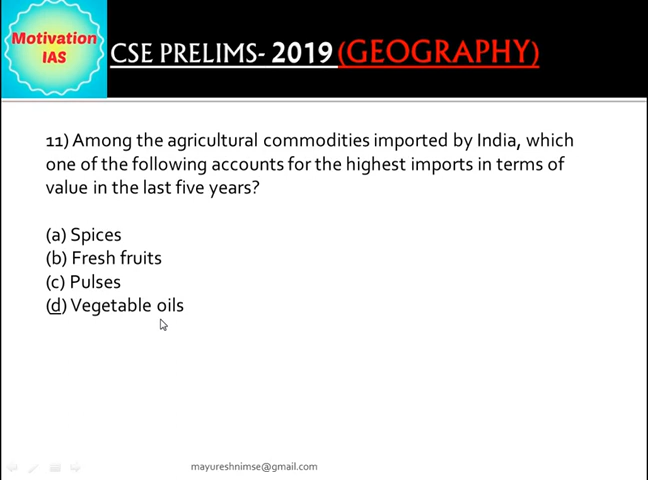 Motivation
IAS
CSE PRELIMS- 2019 (GEOGRAPHY)
11) Among the agricultural commodities imported by India, which
one of the following accounts for the highest imports in terms of
value in the last five years?
(a) Spices
(b) Fresh fruits
(c) Pulses
(d) Vegetable oils
mayureshnimse@gmail.com